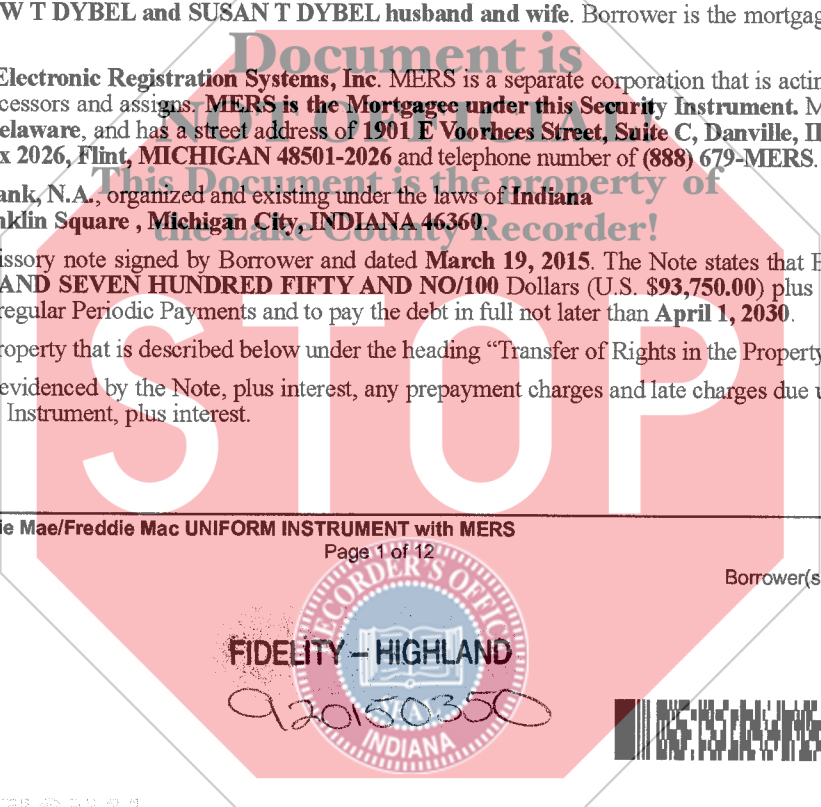 W T DYBEL and SUSAN T DYBEL husband and wife. Borrower is the mortgag
Document is
Electronic Registration Systems, Inc. MERS is a separate corporation that is actin
cessors and assigns. MERS is the Mortgagee under this Security Instrument. M
NOT OFFICIAL
elaware, and has a street address of 1901 E Voorhees Street, Suite C, Danville, IL
x 2026, Flint, MICHIGAN 48501-2026 and telephone number of (888) 679-MERS.
This Document is the property of
ank, N.A., organized and existing under the laws of Indiana
nklin Square , Michigan City, INDIANA 46360.
the Lake County Recorder!
issory note signed by Borrower and dated March 19, 2015. The Note states that B
AND SEVEN HUNDRED FIFTY AND NO/100 Dollars (U.S. $93,750.00) plus
regular Periodic Payments and to pay the debt in full not later than April 1, 2030.
roperty that is described below under the heading “Transfer of Rights in the Property
evidenced by the Note, plus interest, any prepayment charges and late charges due u
Instrument, plus interest.
STOP
ie Mae/Freddie Mac UNIFORM INSTRUMENT with MERS
Page 1 of 12
Borrower(s
RECORDER'S OFFICE
FIDELITY – HIGHLAND
920150350
SEAL
INDIANA